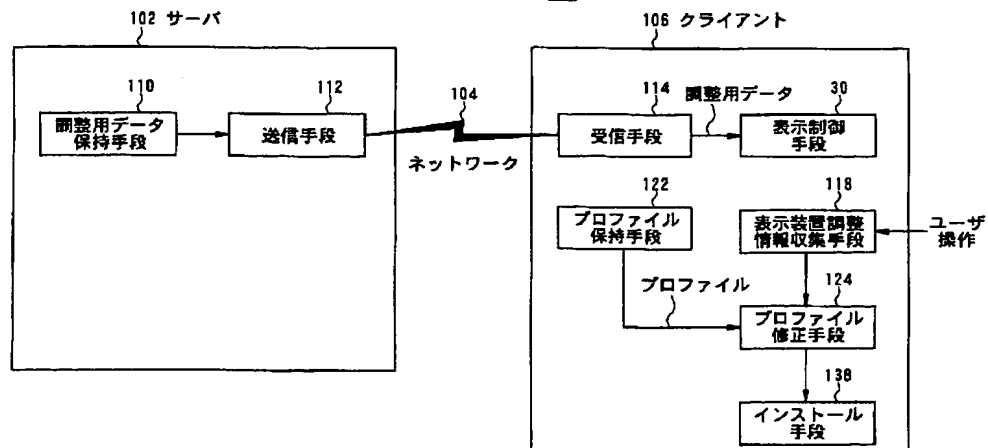 102 サーバ
106 クライアント
110
調整用データ
保持手段
112
送信手段
104
ネットワーク
114
受信手段
調整用データ
30
表示制御
手段
122
プロファイル
保持手段
118
表示装置調整
情報収集手段
ユーザ
操作
プロファイル
124
プロファイル
修正手段
138
インストール
手段